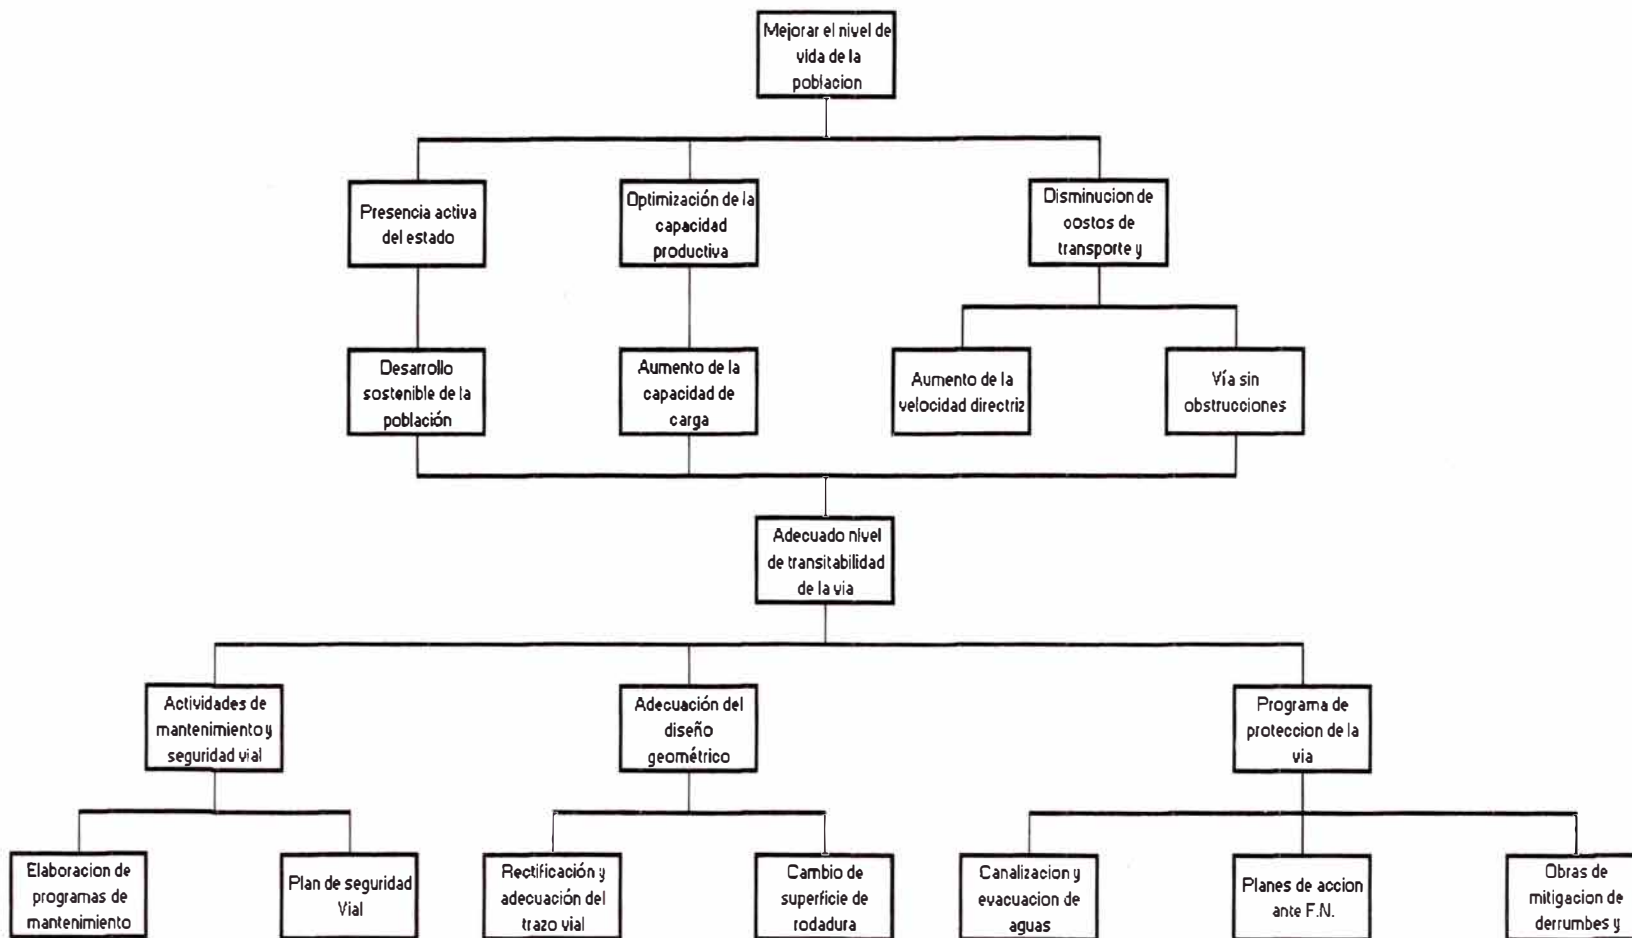 Mejorar el nivel de
vida de la
poblacion
Presencia activa
del estado
Optimización de la
capacidad
productiva
Disminucion de
costos de
transporte y
Desarrollo
sostenible de la
población
Aumento de la
capacidad de
carga
Aumento de la
velocidad directriz
Vía sin
obstrucciones
Adecuado nivel
de transitabilidad
de la via
Actividades de
mantenimiento y
seguridad vial
Adecuación del
diseño
geométrico
Programa de
proteccion de la
via
Elaboracion de
programas de
mantenimiento
Plan de seguridad
Vial
Rectificación y
adecuación del
trazo vial
Cambio de
superficie de
rodadura
Canalizacion y
evacuacion de
aguas
Planes de accion
ante F.N.
Obras de
mitigacion de
derrumbes y